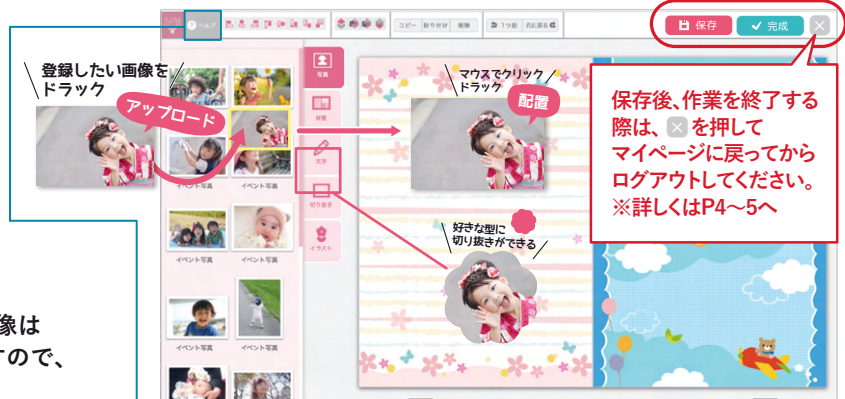 ヘルプ
コピー 貼り付け 削除
1つ前 元に戻る
保存 完成
登録したい画像を
ドラック
アップロード
写真
背景
文字
切り抜き
イラスト
イベント写真 イベント写真
イベント写真 イベント写真
イベント写真 イベント写真
マウスでクリック
ドラック
配置
好きな型に
切り抜きができる
保存後、作業を終了する
際は、 × を押して
マイページに戻ってから
ログアウトしてください。
※詳しくはP4〜5へ
像は
すので、